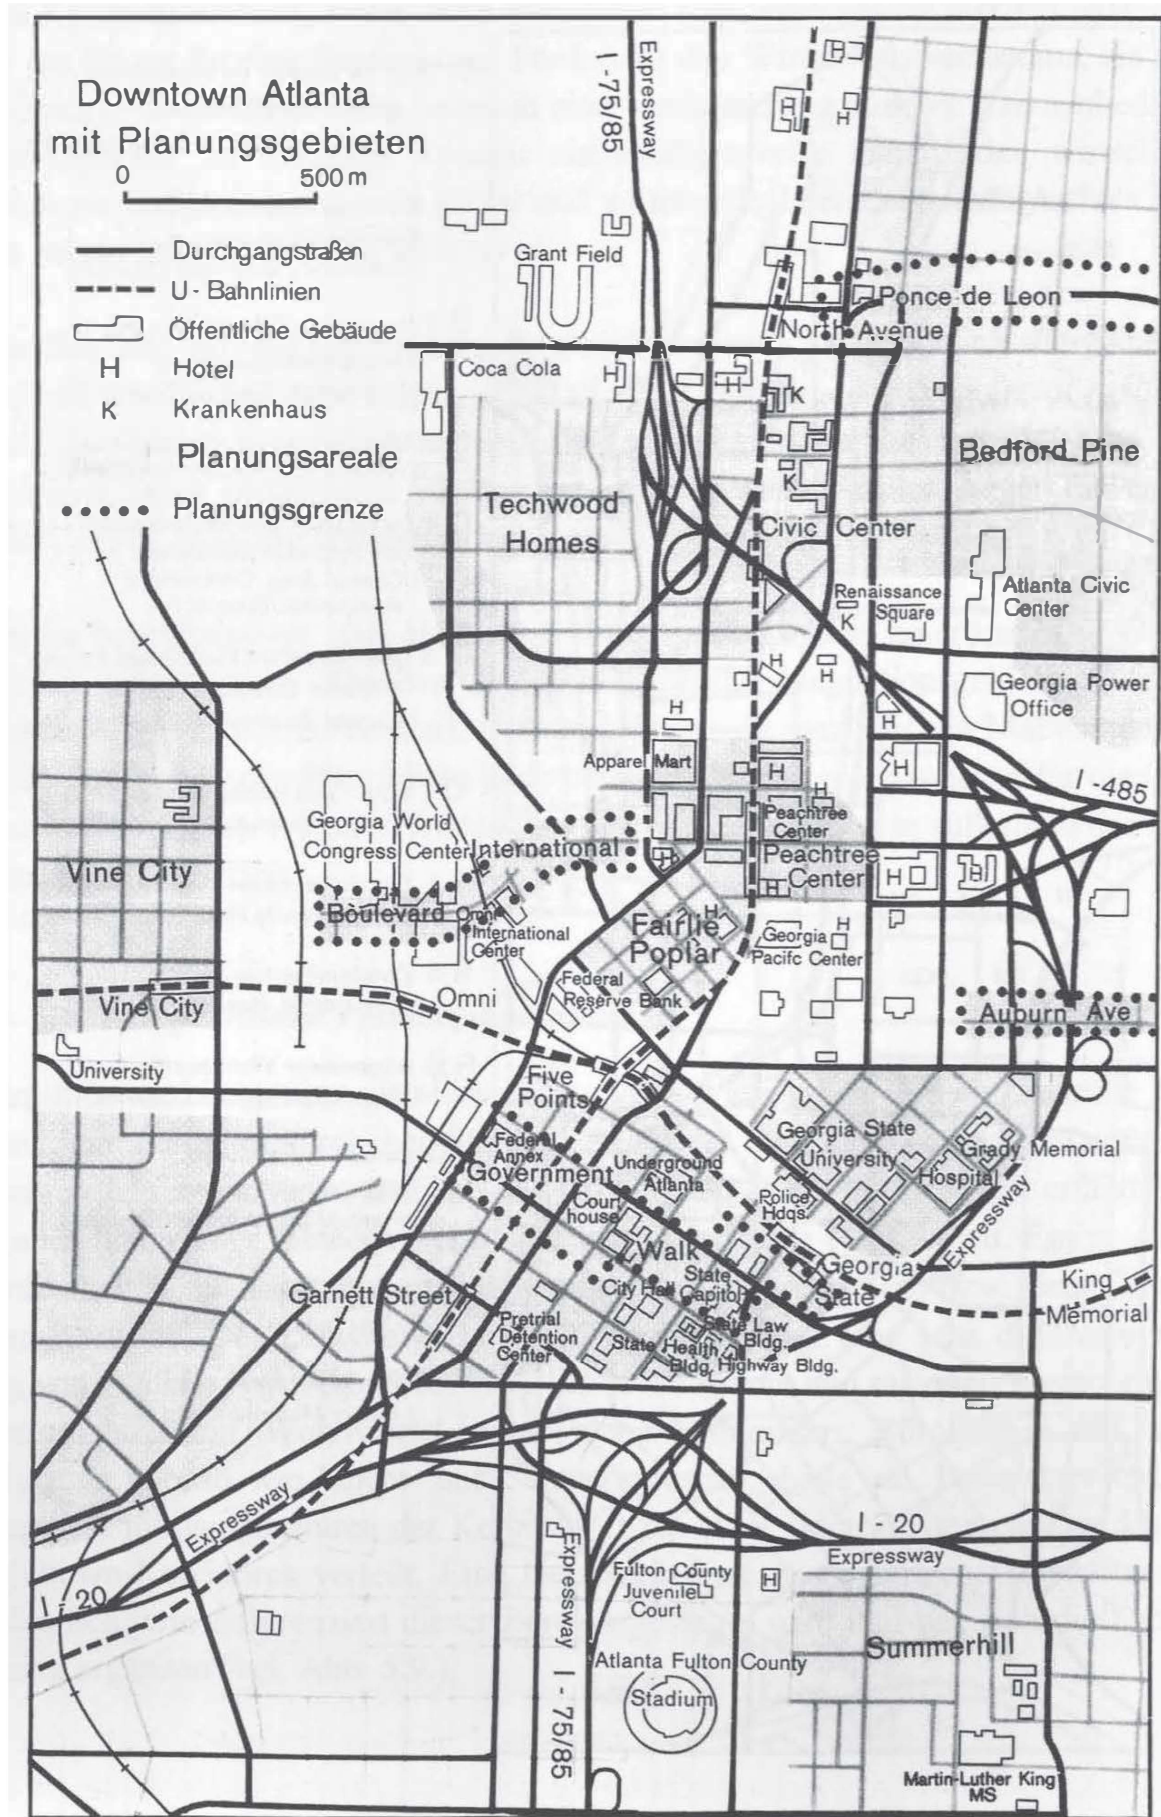 Downtown Atlanta
mit Planungsgebieten
0 500 m
Durchgangstraßen
U-Bahnlinien
Öffentliche Gebäude
H Hotel
K Krankenhaus
Planungsareale
Planungsgrenze
I-75/85
Expressway
H
H
H
Grant Field
Ponce de Leon
North Avenue
Coca Cola
H
H
K
K
Bedford Pine
Techwood
Homes
Civic Center
Renaissance
Square
K
Atlanta Civic
Center
H
H
Georgia Power
Office
H
H
Apparel Mart
H
H
H
I-485
Georgia World
Congress Center
International
Boulevard
Peachtree
Center
Peachtree
Center
H
H
H
H
Vine City
Omni
International
Center
Fairlie
Poplar
H
Georgia
Pacifc Center
H
Federal
Reserve Bank
Vine City
Omni
Auburn Ave
University
Five
Points
Federal
Annex
Government
Underground
Atlanta
Georgia State
University
Grady Memorial
Hospital
Court
house
Police
Hdqs.
Walk
Expressway
Georgia
State
King
Memorial
Garnett Street
City Hall
State
Capitol
Pretrial
Detention
Center
State Law
Bldg.
State Health
Bldg.
Highway Bldg.
Expressway
I-20
I-20
Expressway
Expressway I-75/85
Fulton County
Juvenile
Court
H
Summerhill
Atlanta Fulton County
Stadium
Martin-Luther King
MS